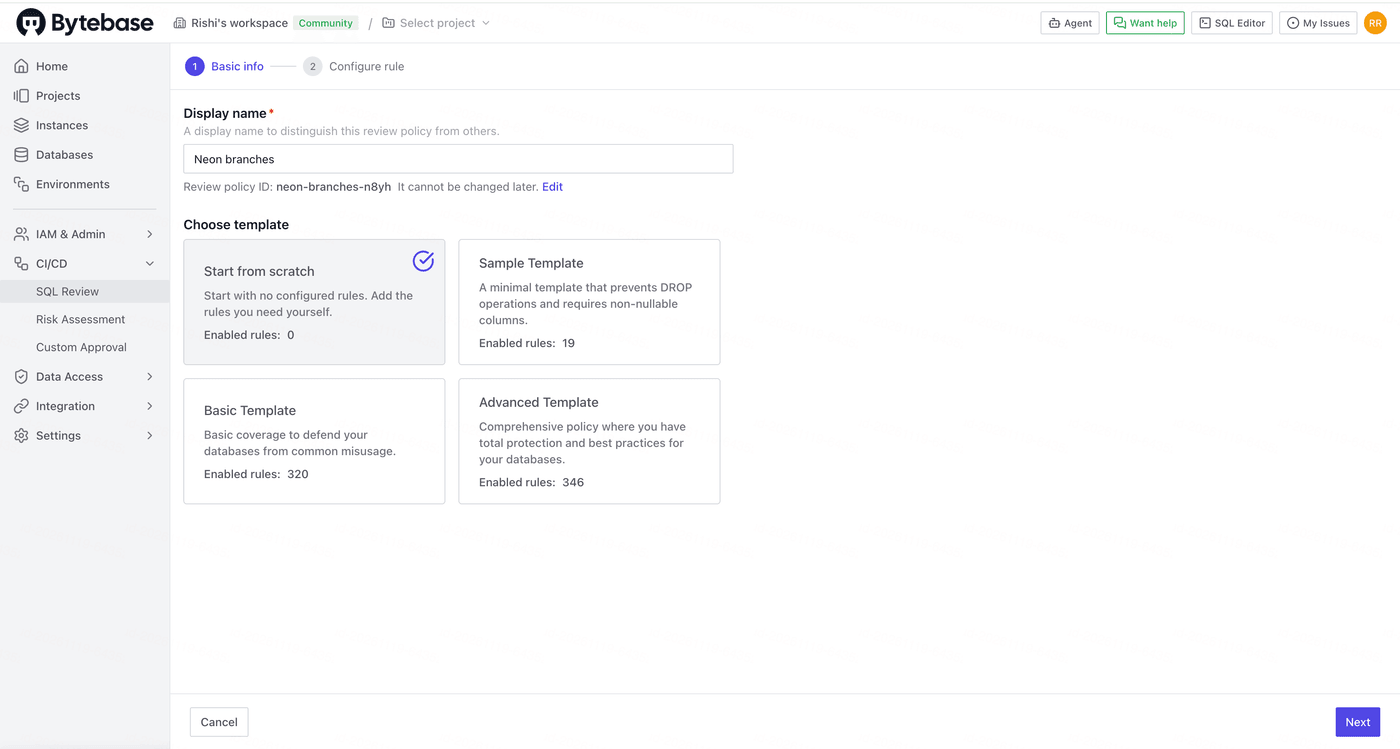 Bytebase
Rishi's workspace Community / Select project
Agent Want help SQL Editor My Issues RR
Home
Projects
Instances
Databases
Environments
IAM & Admin
CI/CD
SQL Review
Risk Assessment
Custom Approval
Data Access
Integration
Settings
1 Basic info 2 Configure rule
Display name*
A display name to distinguish this review policy from others.
Neon branches
Review policy ID: neon-branches-n8yh It cannot be changed later. Edit
Choose template
Start from scratch
Start with no configured rules. Add the
rules you need yourself.
Enabled rules: 0
Sample Template
A minimal template that prevents DROP
operations and requires non-nullable
columns.
Enabled rules: 19
Basic Template
Basic coverage to defend your
databases from common misusage.
Enabled rules: 320
Advanced Template
Comprehensive policy where you have
total protection and best practices for
your databases.
Enabled rules: 346
Cancel
Next